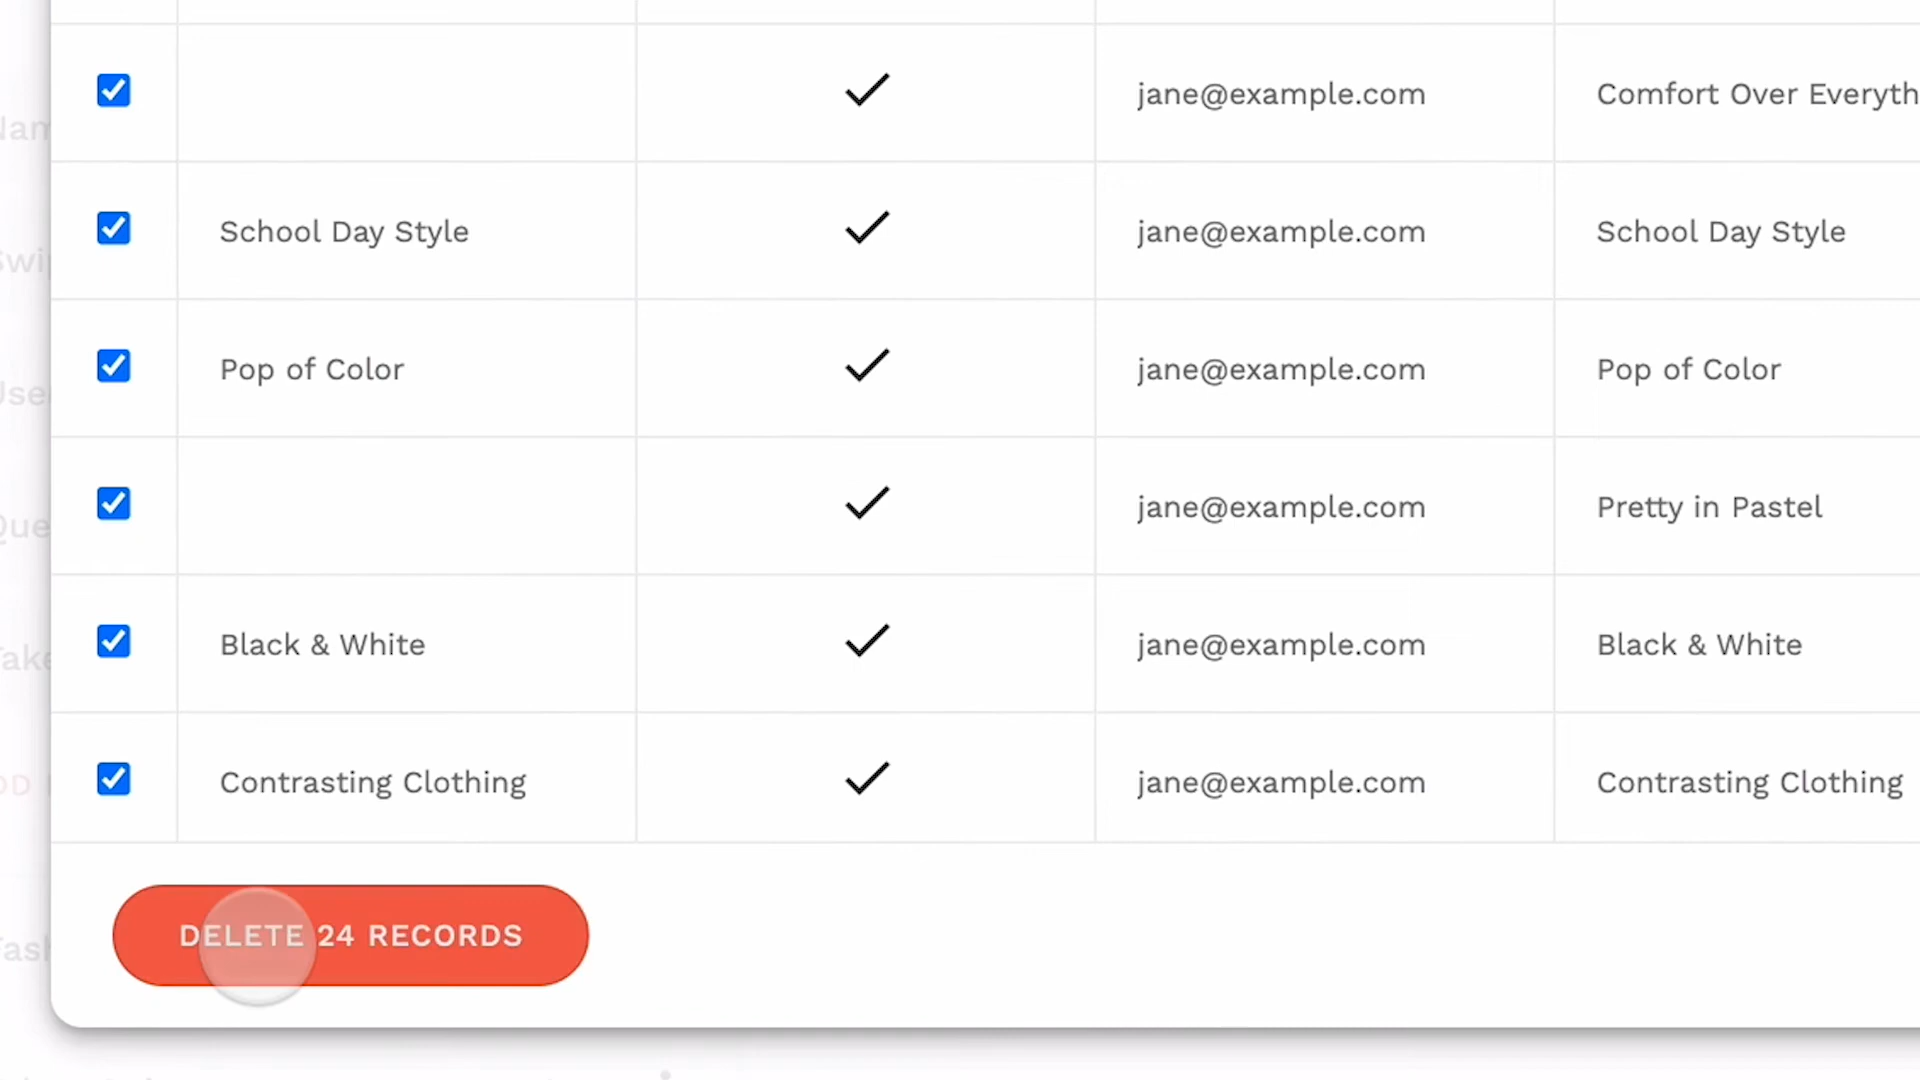 jane@example.com Comfort Over Everyth
School Day Style jane@example.com School Day Style
Pop of Color jane@example.com Pop of Color
jane@example.com Pretty in Pastel
Black & White jane@example.com Black & White
Contrasting Clothing jane@example.com Contrasting Clothing
DELETE 24 RECORDS